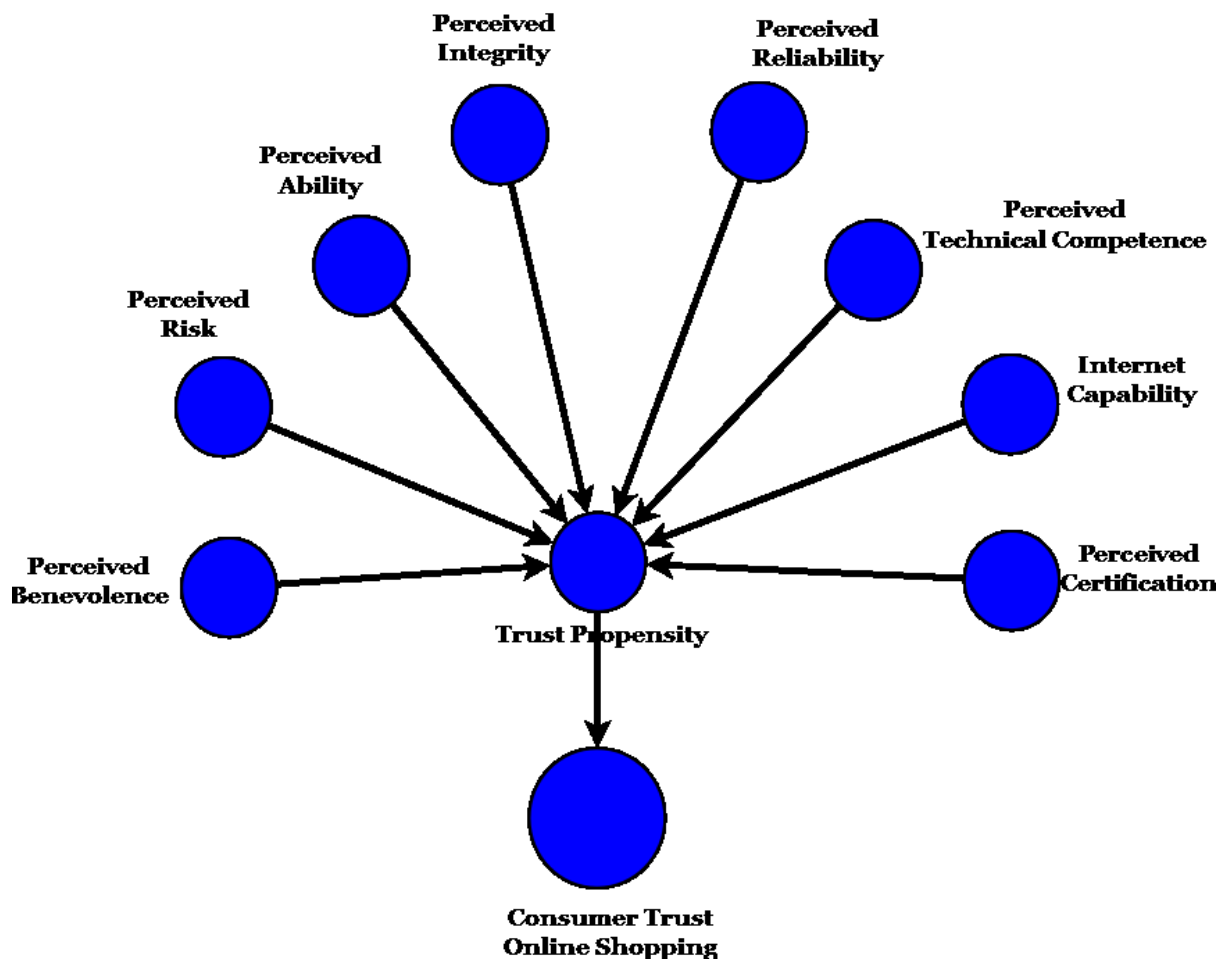 Perceived
Integrity
Perceived
Reliability
Perceived
Ability
Perceived
Technical Competence
Perceived
Risk
Internet
Capability
Perceived
Benevolence
Perceived
Certification
Trust Propensity
Consumer Trust
Online Shopping